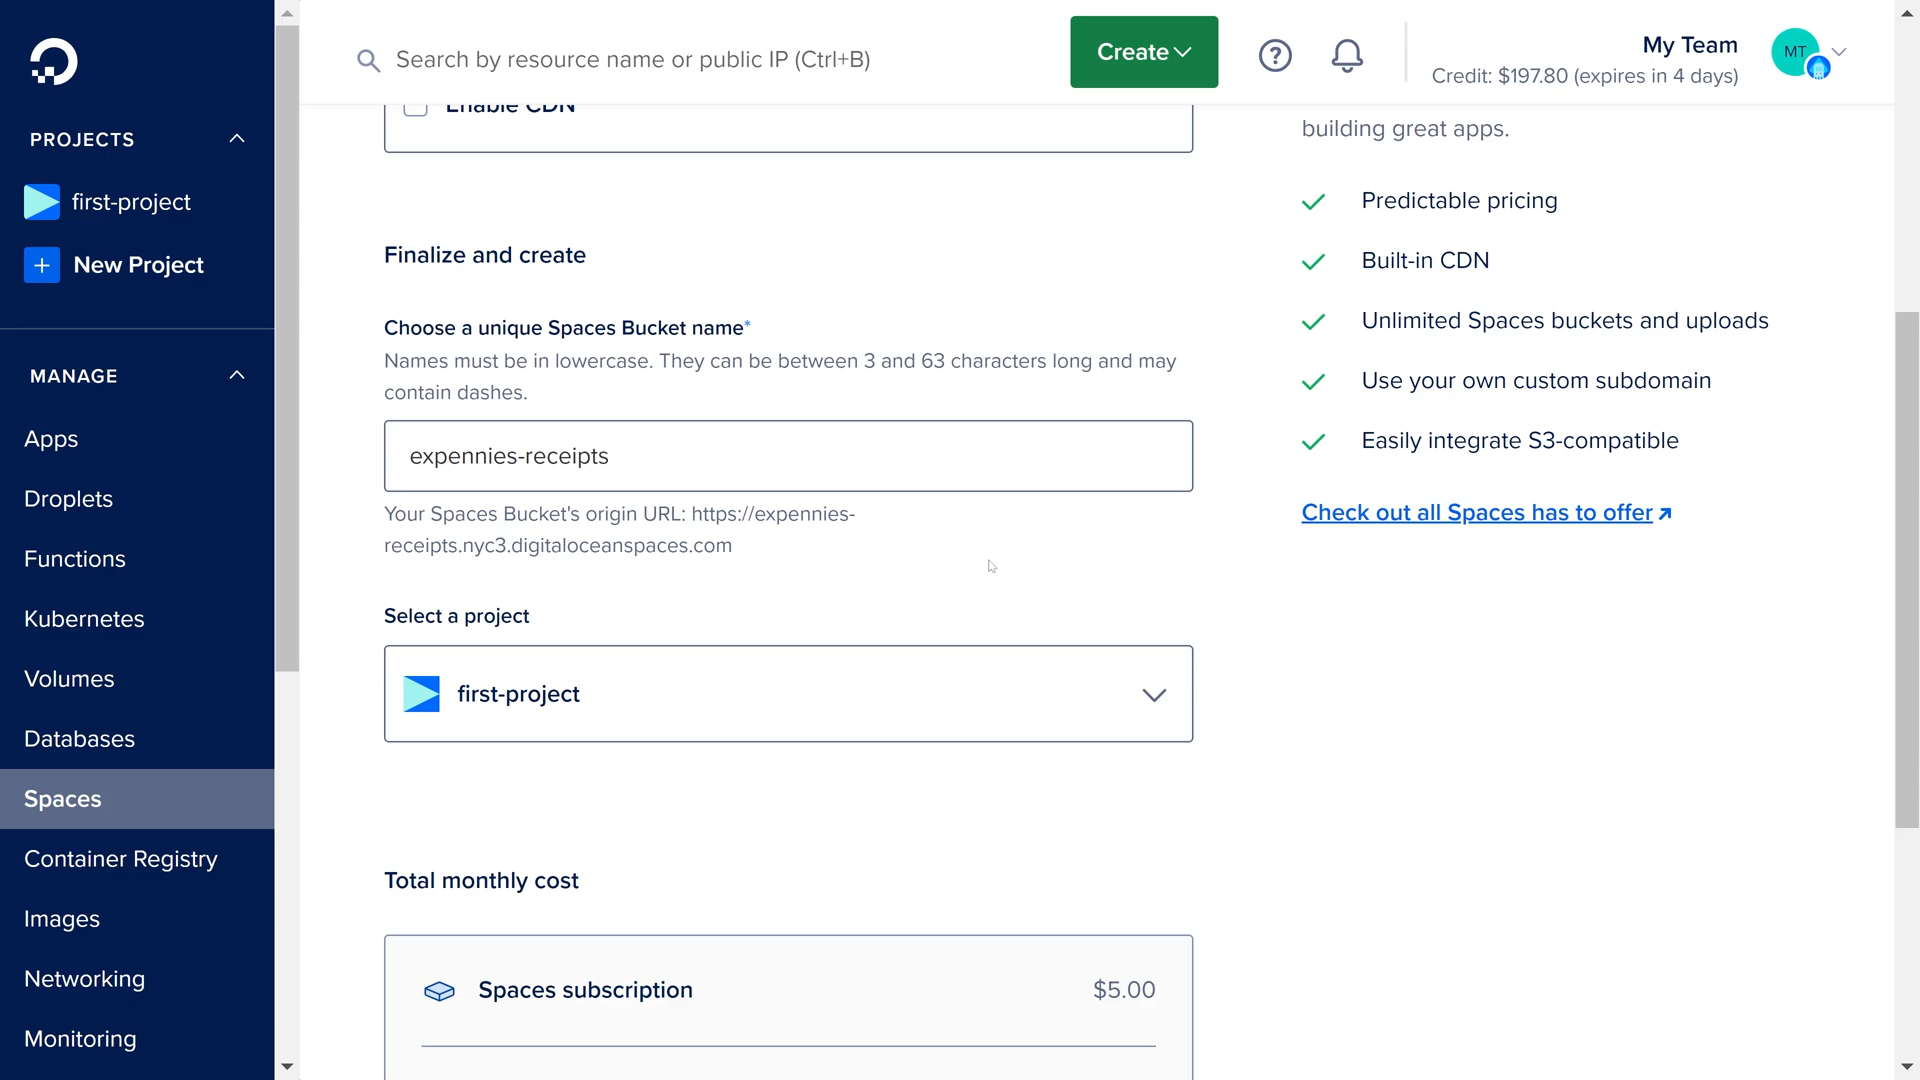 Search by resource name or public IP (Ctrl+B)
Create
My Team
Credit: $197.80 (expires in 4 days)
MT
PROJECTS
first-project
New Project
MANAGE
Apps
Droplets
Functions
Kubernetes
Volumes
Databases
Spaces
Container Registry
Images
Networking
Monitoring
Enable CDN
Finalize and create
Choose a unique Spaces Bucket name*
Names must be in lowercase. They can be between 3 and 63 characters long and may
contain dashes.
expennies-receipts
Your Spaces Bucket's origin URL: https://expennies-
receipts.nyc3.digitaloceanspaces.com
Select a project
first-project
Total monthly cost
Spaces subscription
$5.00
building great apps.
Predictable pricing
Built-in CDN
Unlimited Spaces buckets and uploads
Use your own custom subdomain
Easily integrate S3-compatible
Check out all Spaces has to offer